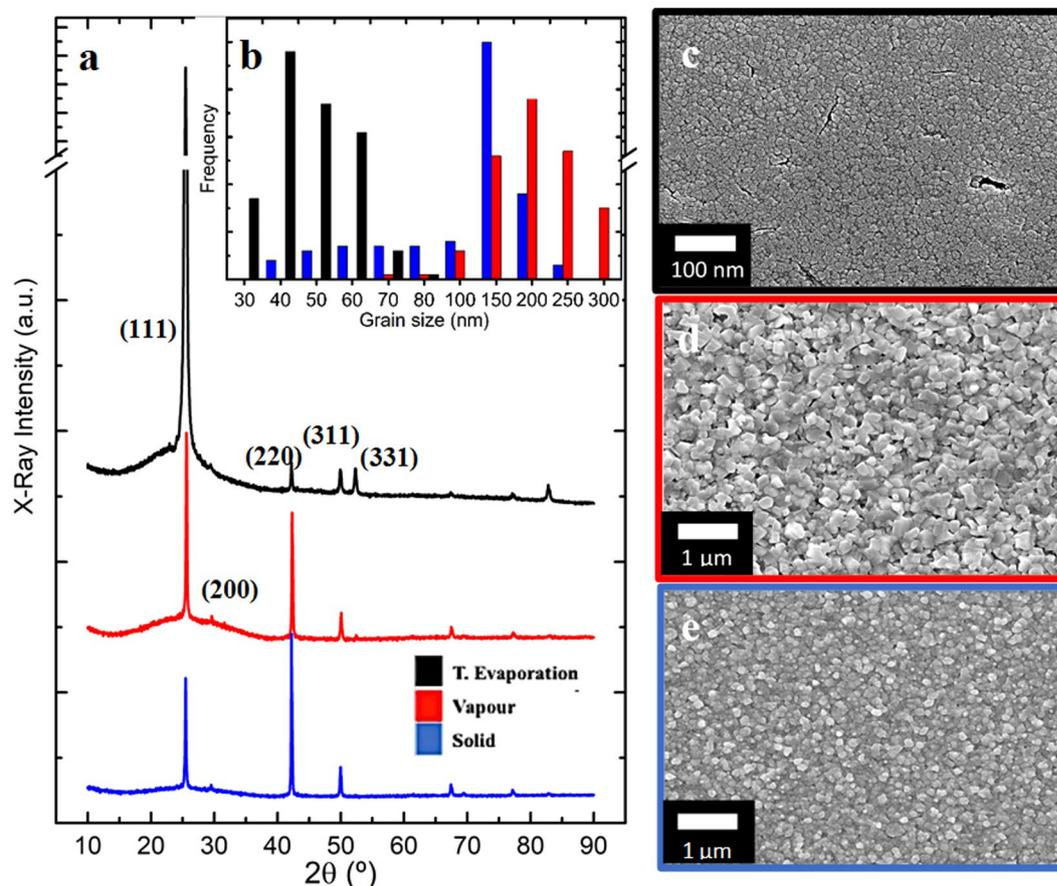 a
b
Frequency
30 40 50 60 70 80 100 150 200 250 300
Grain size (nm)
X-Ray Intensity (a.u.)
(111)
(220)
(311)
(331)
(200)
T. Evaporation
Vapour
Solid
10 20 30 40 50 60 70 80 90
2θ (º)
c
100 nm
d
1 µm
e
1 µm